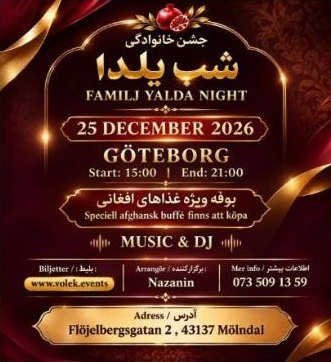 جشن خانوادگی
شب یلدا
FAMILJ YALDA NIGHT
25 DECEMBER 2026
GÖTEBORG
Start: 15:00 | End: 21:00
بوفه ویژه غذاهای افغانی
Speciell afghansk buffé finns att köpa
MUSIC & DJ
Biljetter / بلیط :
www.volek.events
Arrangör / برگزارکننده :
Nazanin
Mer info / اطلاعات بیشتر
073 509 13 59
Adress / آدرس
Flöjelbergsgatan 2 , 43137 Mölndal